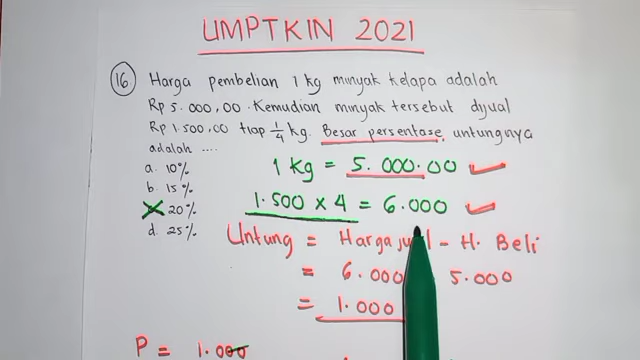 UMPTKIN 2021
16. Harga pembelian 1 kg minyak kelapa adalah
Rp 5.000,00. Kemudian minyak tersebut dijual
Rp 1.500,00 tiap 1/4 kg. Besar persentase untungnya
adalah ....
a. 10%
b. 15%
c. 20%
d. 25%
1 kg = 5.000.00
1.500 x 4 = 6.000
Untung = Harga jual - H. Beli
= 6.000 5.000
= 1.000
P = 1.000